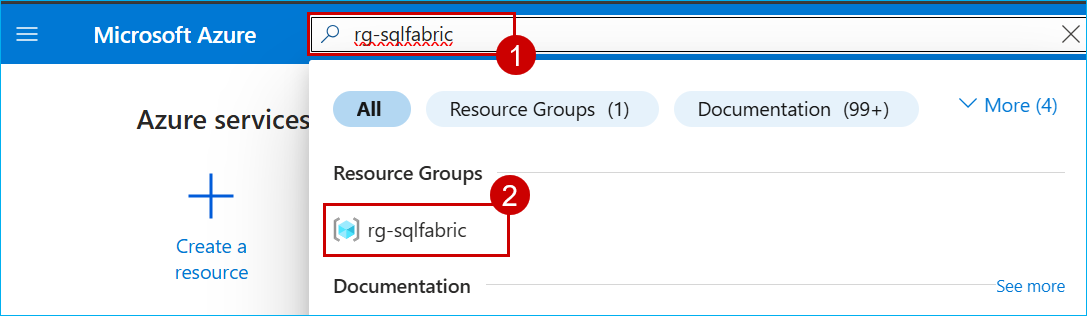 Microsoft Azure
rg-sqlfabric
1
All
Resource Groups (1)
Documentation (99+)
More (4)
Azure services
Resource Groups
2
rg-sqlfabric
Create a
resource
Documentation
See more